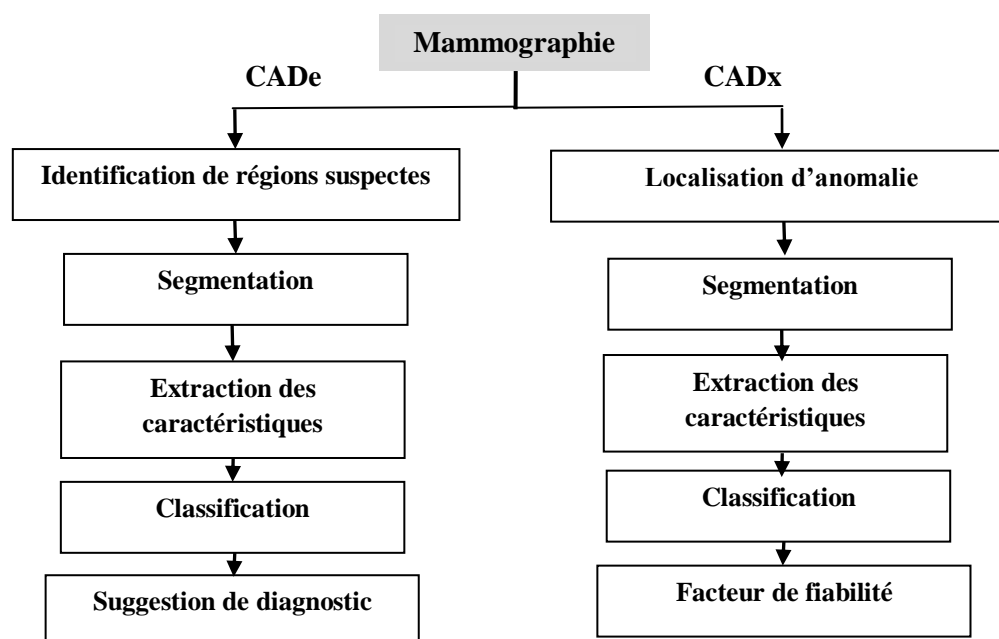 Mammographie
CADe
CADx
Identification de régions suspectes
Segmentation
Extraction des
caractéristiques
Classification
Suggestion de diagnostic
Localisation d’anomalie
Segmentation
Extraction des
caractéristiques
Classification
Facteur de fiabilité